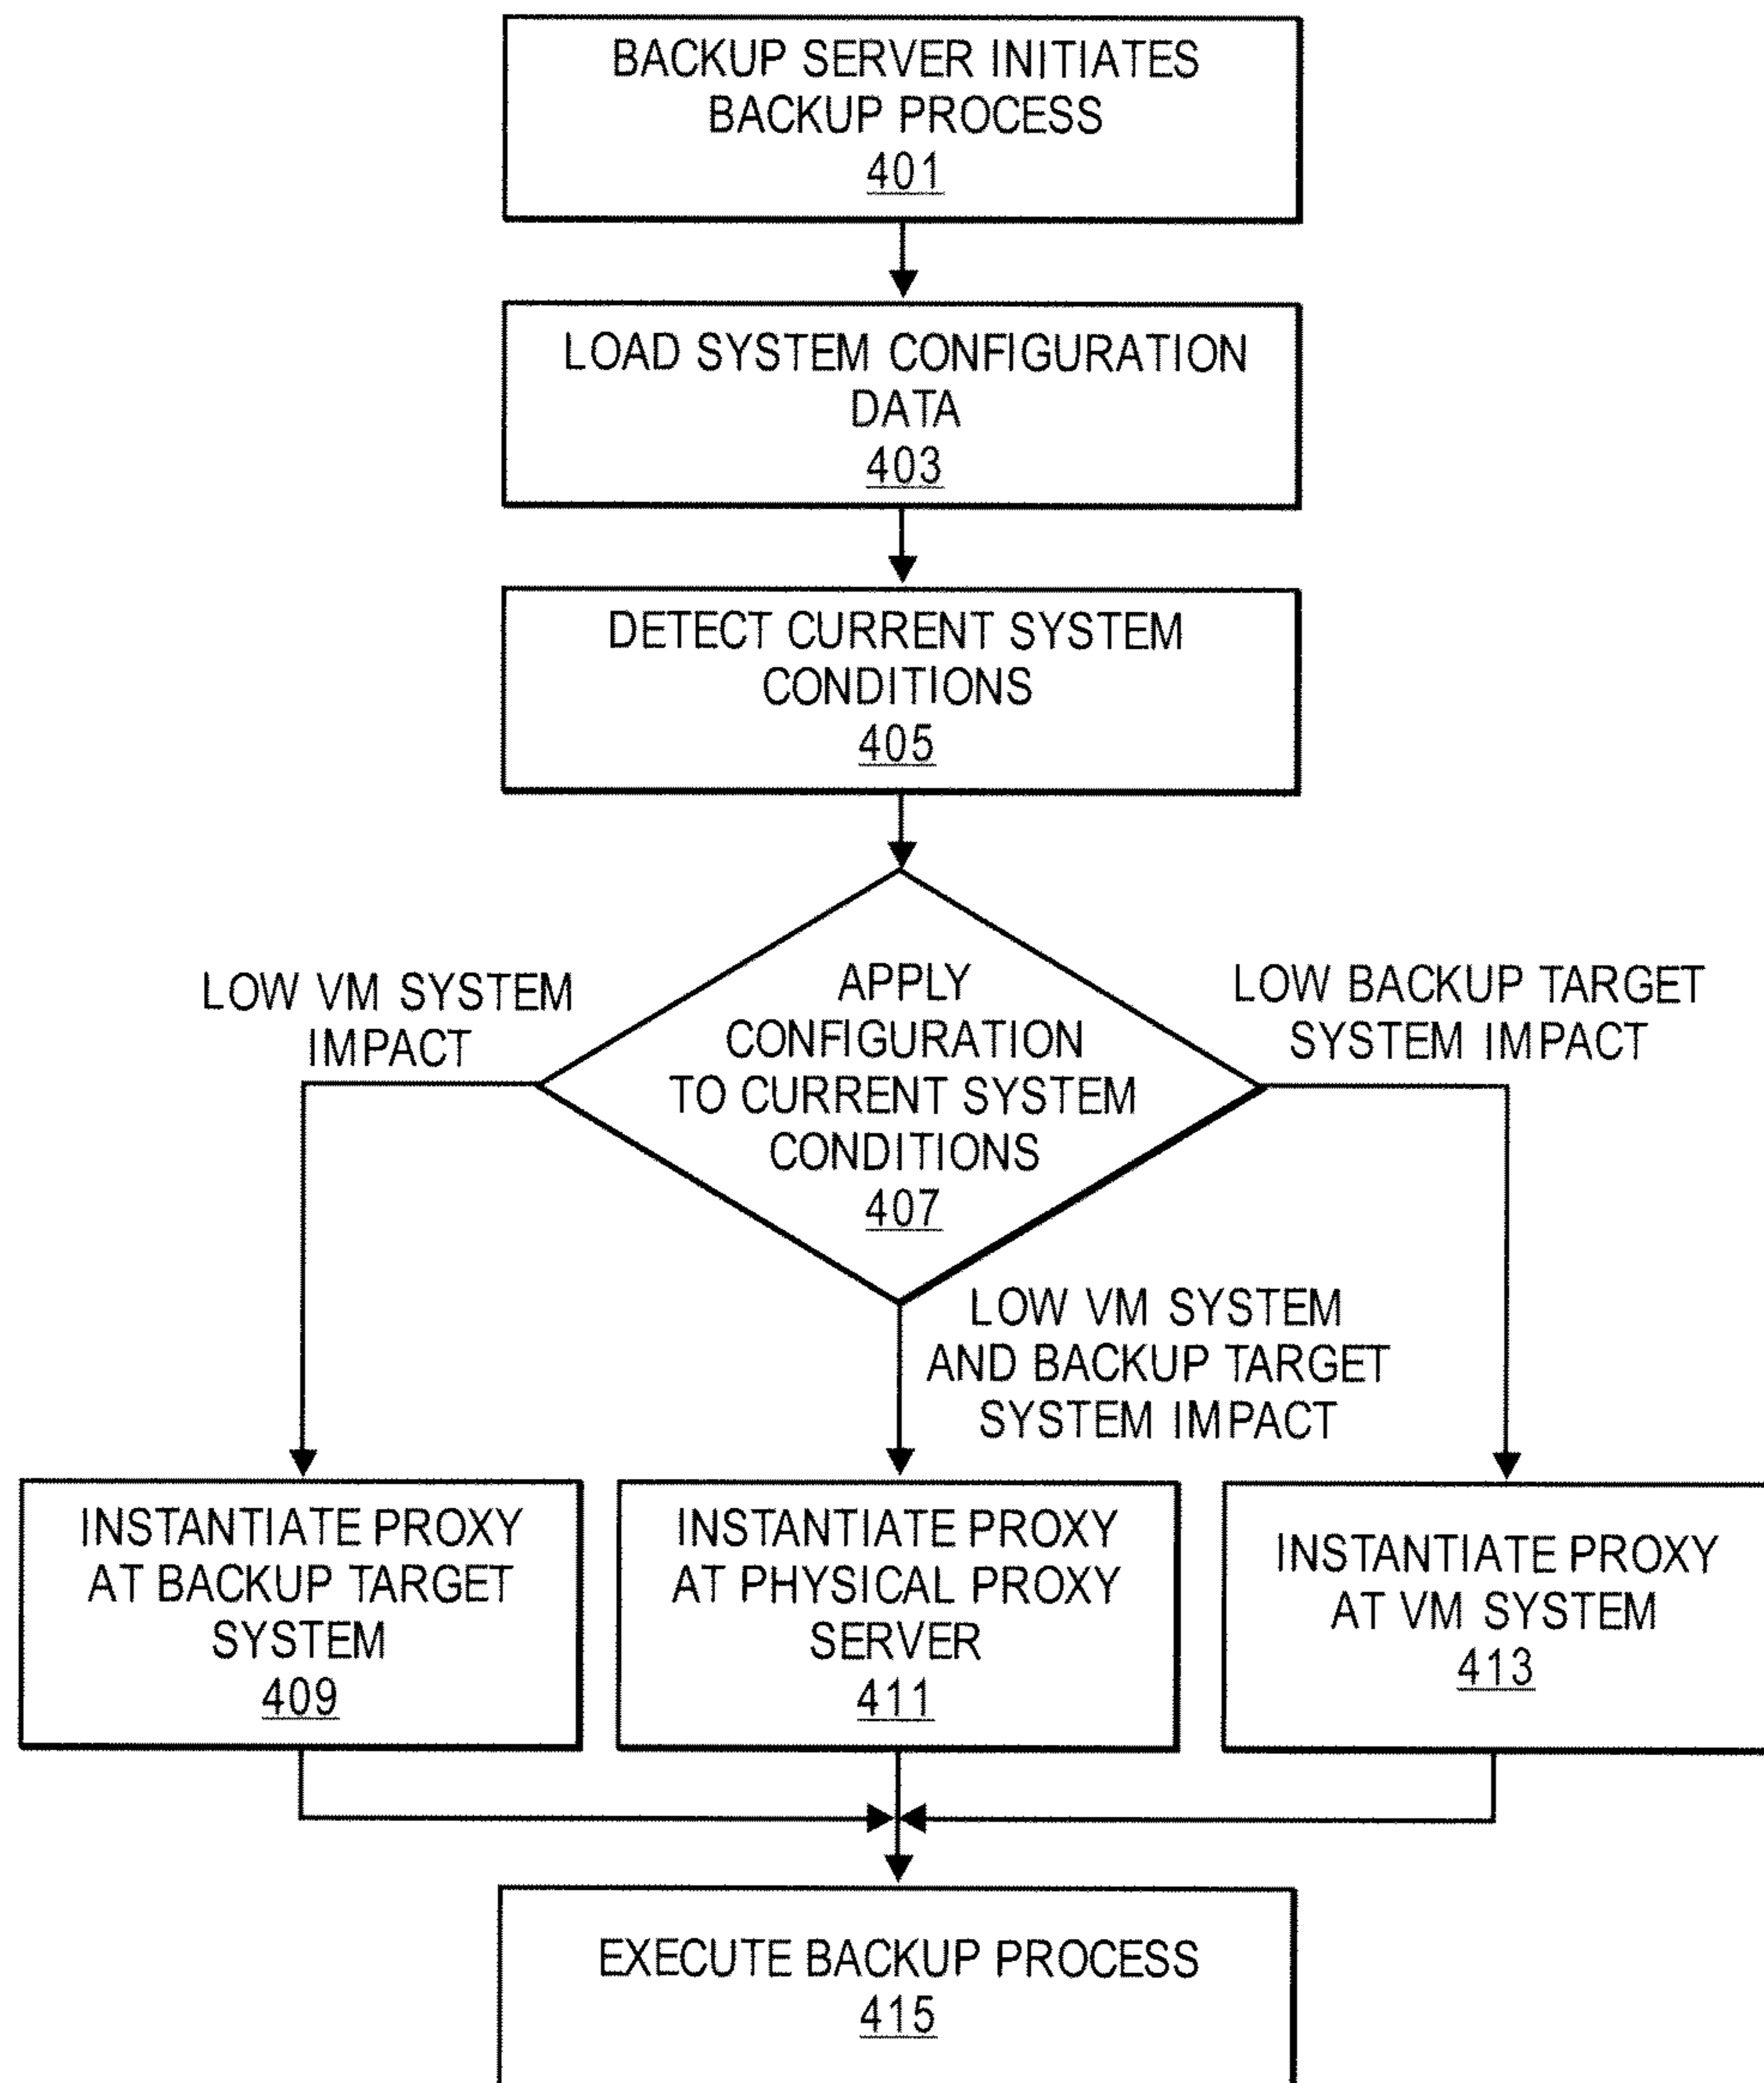 BACKUP SERVER INITIATES
BACKUP PROCESS
401
LOAD SYSTEM CONFIGURATION
DATA
403
DETECT CURRENT SYSTEM
CONDITIONS
405
APPLY
CONFIGURATION
TO CURRENT SYSTEM
CONDITIONS
407
LOW VM SYSTEM
IMPACT
LOW BACKUP TARGET
SYSTEM IMPACT
LOW VM SYSTEM
AND BACKUP TARGET
SYSTEM IMPACT
INSTANTIATE PROXY
AT BACKUP TARGET
SYSTEM
409
INSTANTIATE PROXY
AT PHYSICAL PROXY
SERVER
411
INSTANTIATE PROXY
AT VM SYSTEM
413
EXECUTE BACKUP PROCESS
415